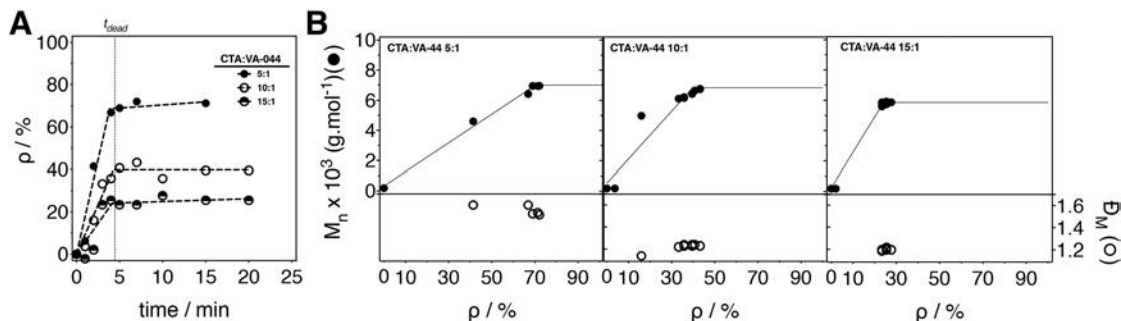 A
t_dead
100
80
60
40
20
0
ρ / %
CTA:VA-044
5:1
10:1
15:1
0 5 10 15 20 25
time / min
B
CTA:VA-44 5:1
CTA:VA-44 10:1
CTA:VA-44 15:1
10
8
6
4
2
0
M_n x 10³ (g.mol⁻¹)(●)
1.6
1.4
1.2
Đ_M (○)
0 10 30 50 70 90
0 10 30 50 70 90
0 10 30 50 70 90
ρ / %
ρ / %
ρ / %